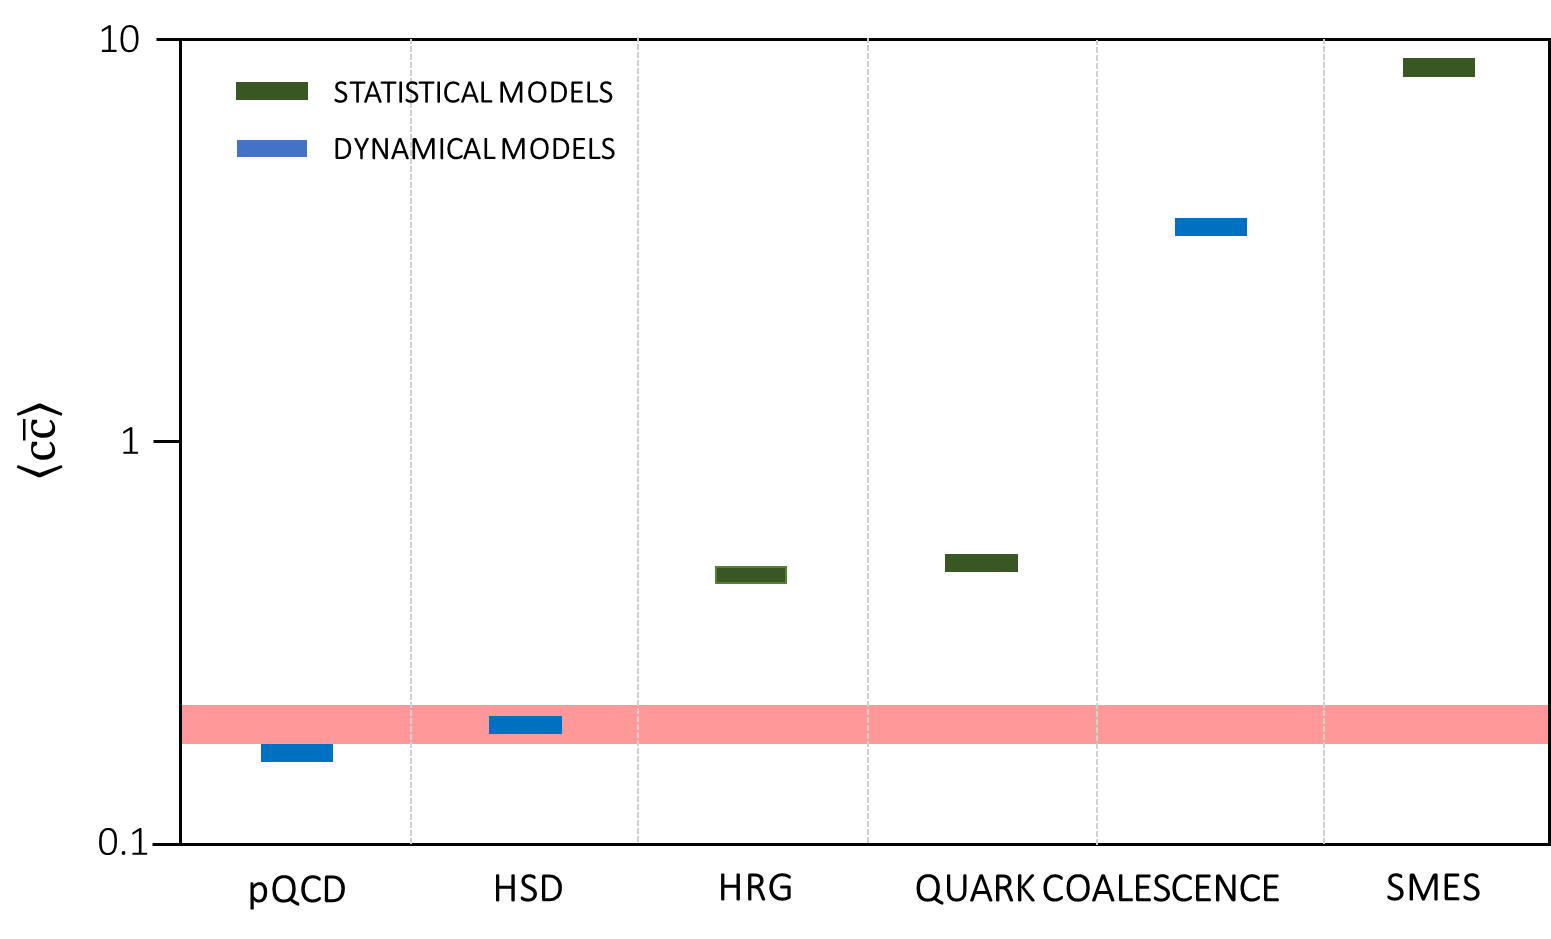 10
STATISTICAL MODELS
DYNAMICAL MODELS
⟨cc̄⟩
1
0.1
pQCD
HSD
HRG
QUARK COALESCENCE
SMES